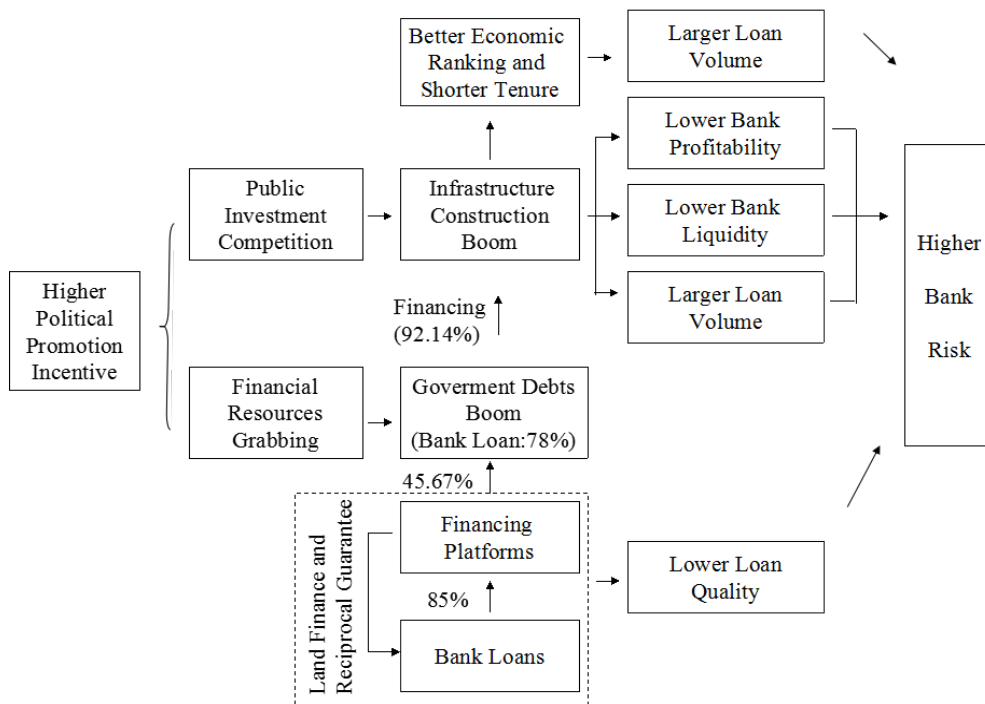 Better Economic
Ranking and
Shorter Tenure
Larger Loan
Volume
Lower Bank
Profitability
Public
Investment
Competition
Infrastructure
Construction
Boom
Lower Bank
Liquidity
Higher
Political
Promotion
Incentive
Financing
(92.14%)
Larger Loan
Volume
Higher
Bank
Risk
Financial
Resources
Grabbing
Goverment Debts
Boom
(Bank Loan:78%)
45.67%
Land Finance and
Reciprocal Guarantee
Financing
Platforms
85%
Bank Loans
Lower Loan
Quality